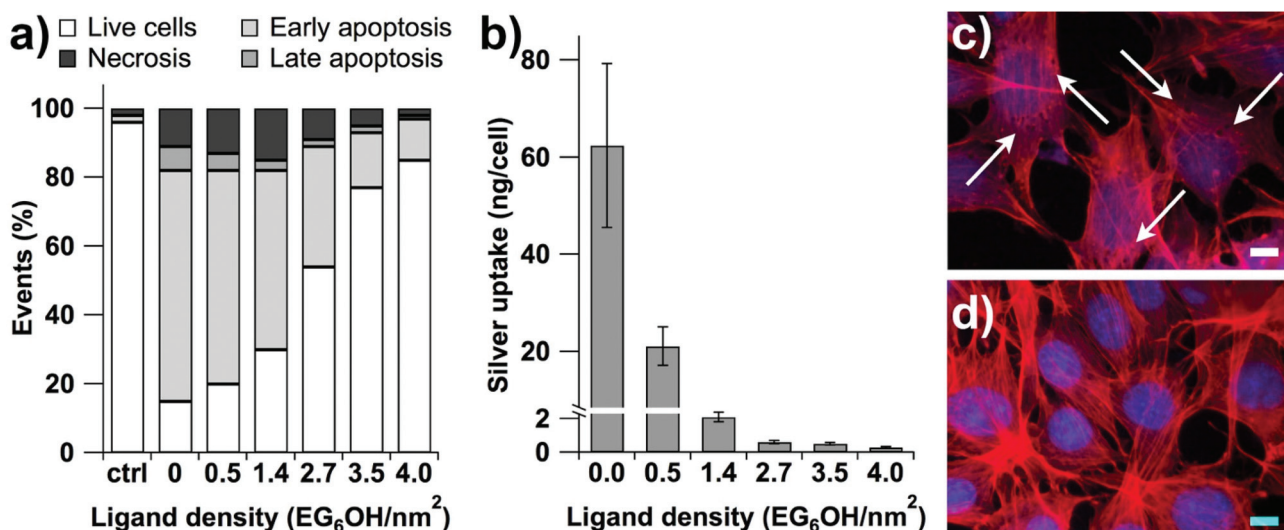 a)
Live cells
Early apoptosis
Necrosis
Late apoptosis
100
80
60
40
20
0
Events (%)
ctrl 0 0.5 1.4 2.7 3.5 4.0
Ligand density (EG₆OH/nm²)
b)
80
60
40
20
2
0
Silver uptake (ng/cell)
0.0 0.5 1.4 2.7 3.5 4.0
Ligand density (EG₆OH/nm²)
c)
d)